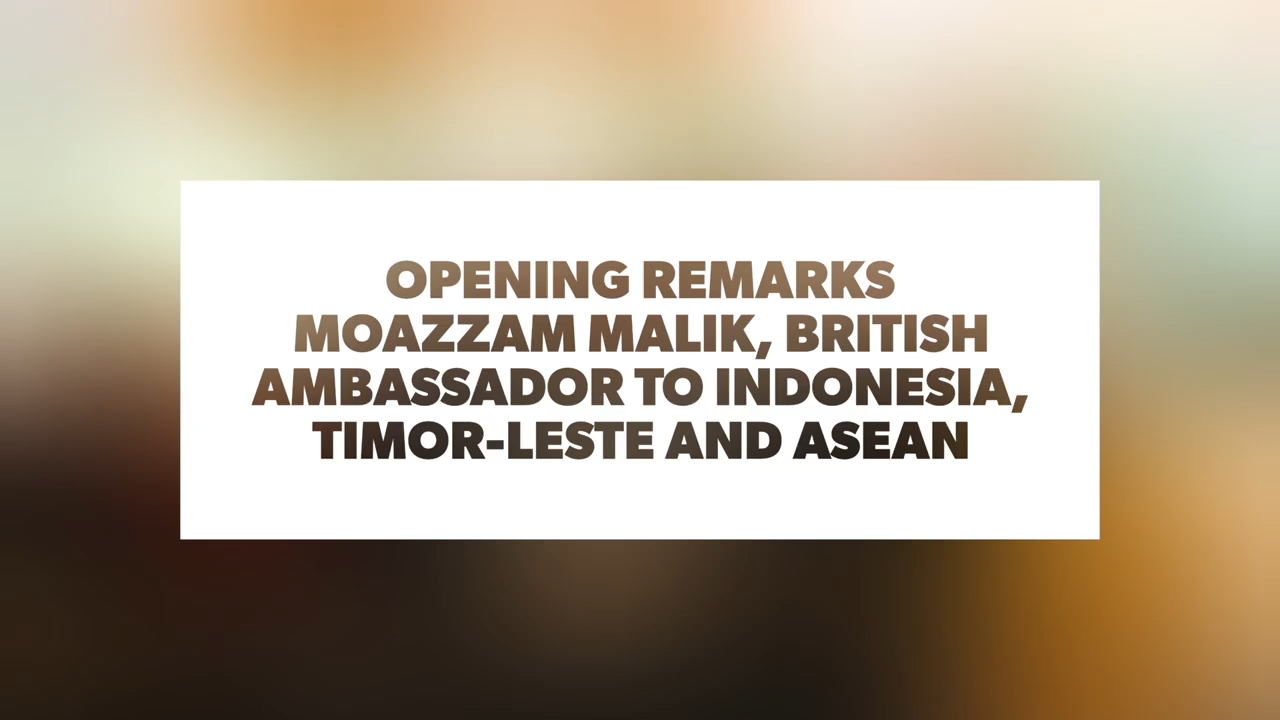 OPENING REMARKS
MOAZZAM MALIK, BRITISH
AMBASSADOR TO INDONESIA,
TIMOR-LESTE AND ASEAN